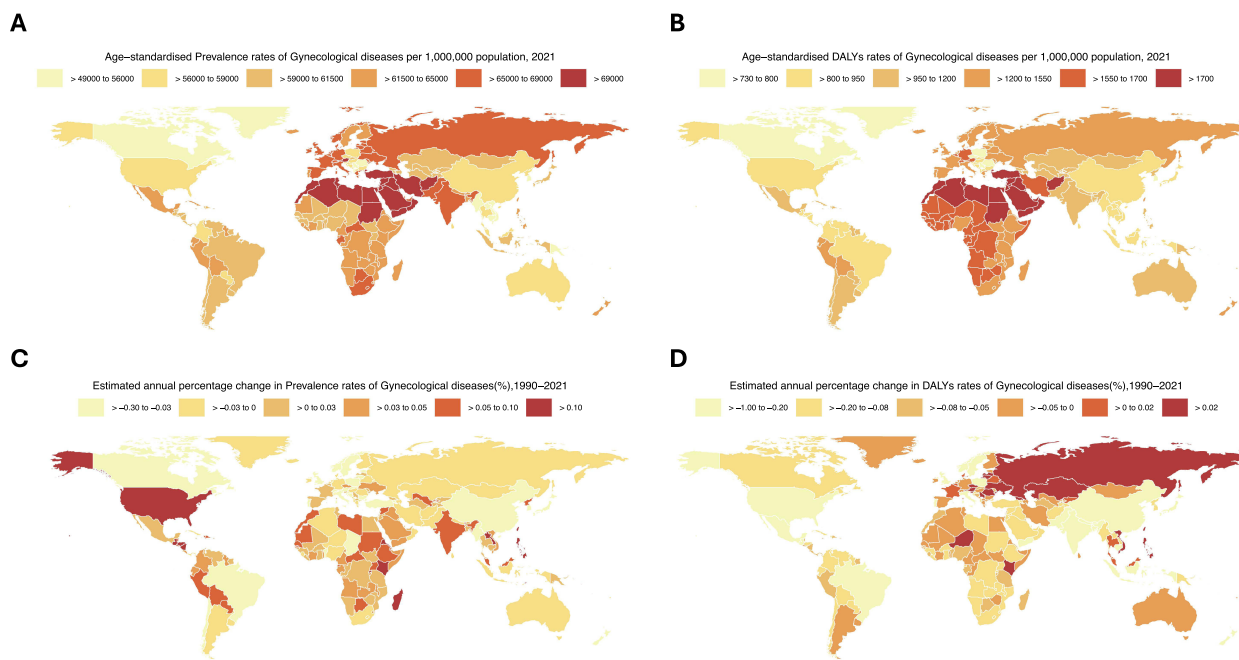 A
Age–standardised Prevalence rates of Gynecological diseases per 1,000,000 population, 2021
> 49000 to 56000 > 56000 to 59000 > 59000 to 61500 > 61500 to 65000 > 65000 to 69000 > 69000
B
Age–standardised DALYs rates of Gynecological diseases per 1,000,000 population, 2021
> 730 to 800 > 800 to 950 > 950 to 1200 > 1200 to 1550 > 1550 to 1700 > 1700
C
Estimated annual percentage change in Prevalence rates of Gynecological diseases(%),1990–2021
> −0.30 to −0.03 > −0.03 to 0 > 0 to 0.03 > 0.03 to 0.05 > 0.05 to 0.10 > 0.10
D
Estimated annual percentage change in DALYs rates of Gynecological diseases(%),1990–2021
> −1.00 to −0.20 > −0.20 to −0.08 > −0.08 to −0.05 > −0.05 to 0 > 0 to 0.02 > 0.02